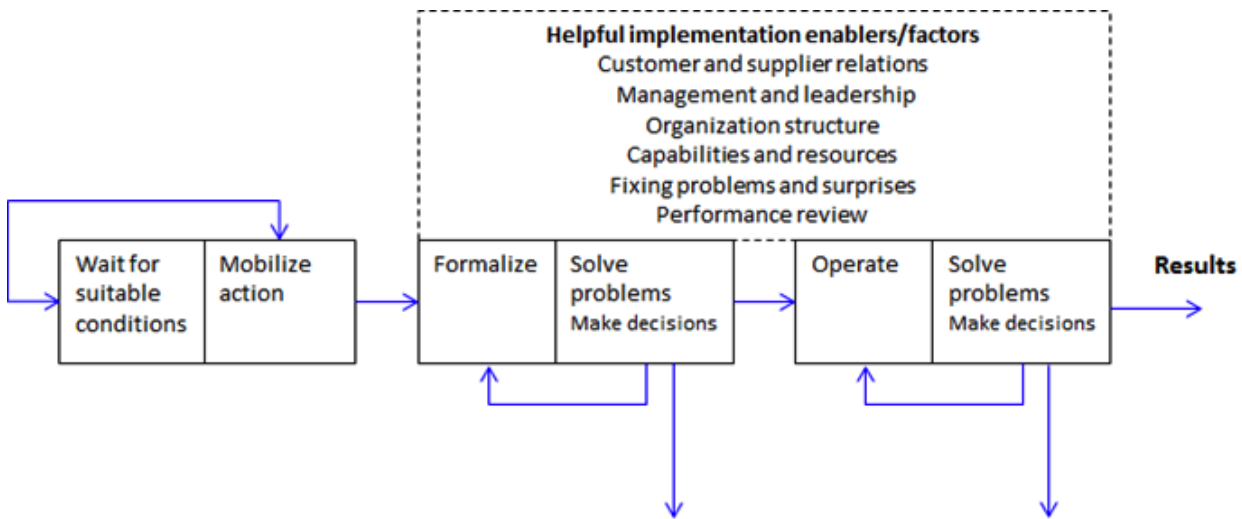 Helpful implementation enablers/factors
Customer and supplier relations
Management and leadership
Organization structure
Capabilities and resources
Fixing problems and surprises
Performance review
Wait for
suitable
conditions
Mobilize
action
Formalize
Solve
problems
Make decisions
Operate
Solve
problems
Make decisions
Results